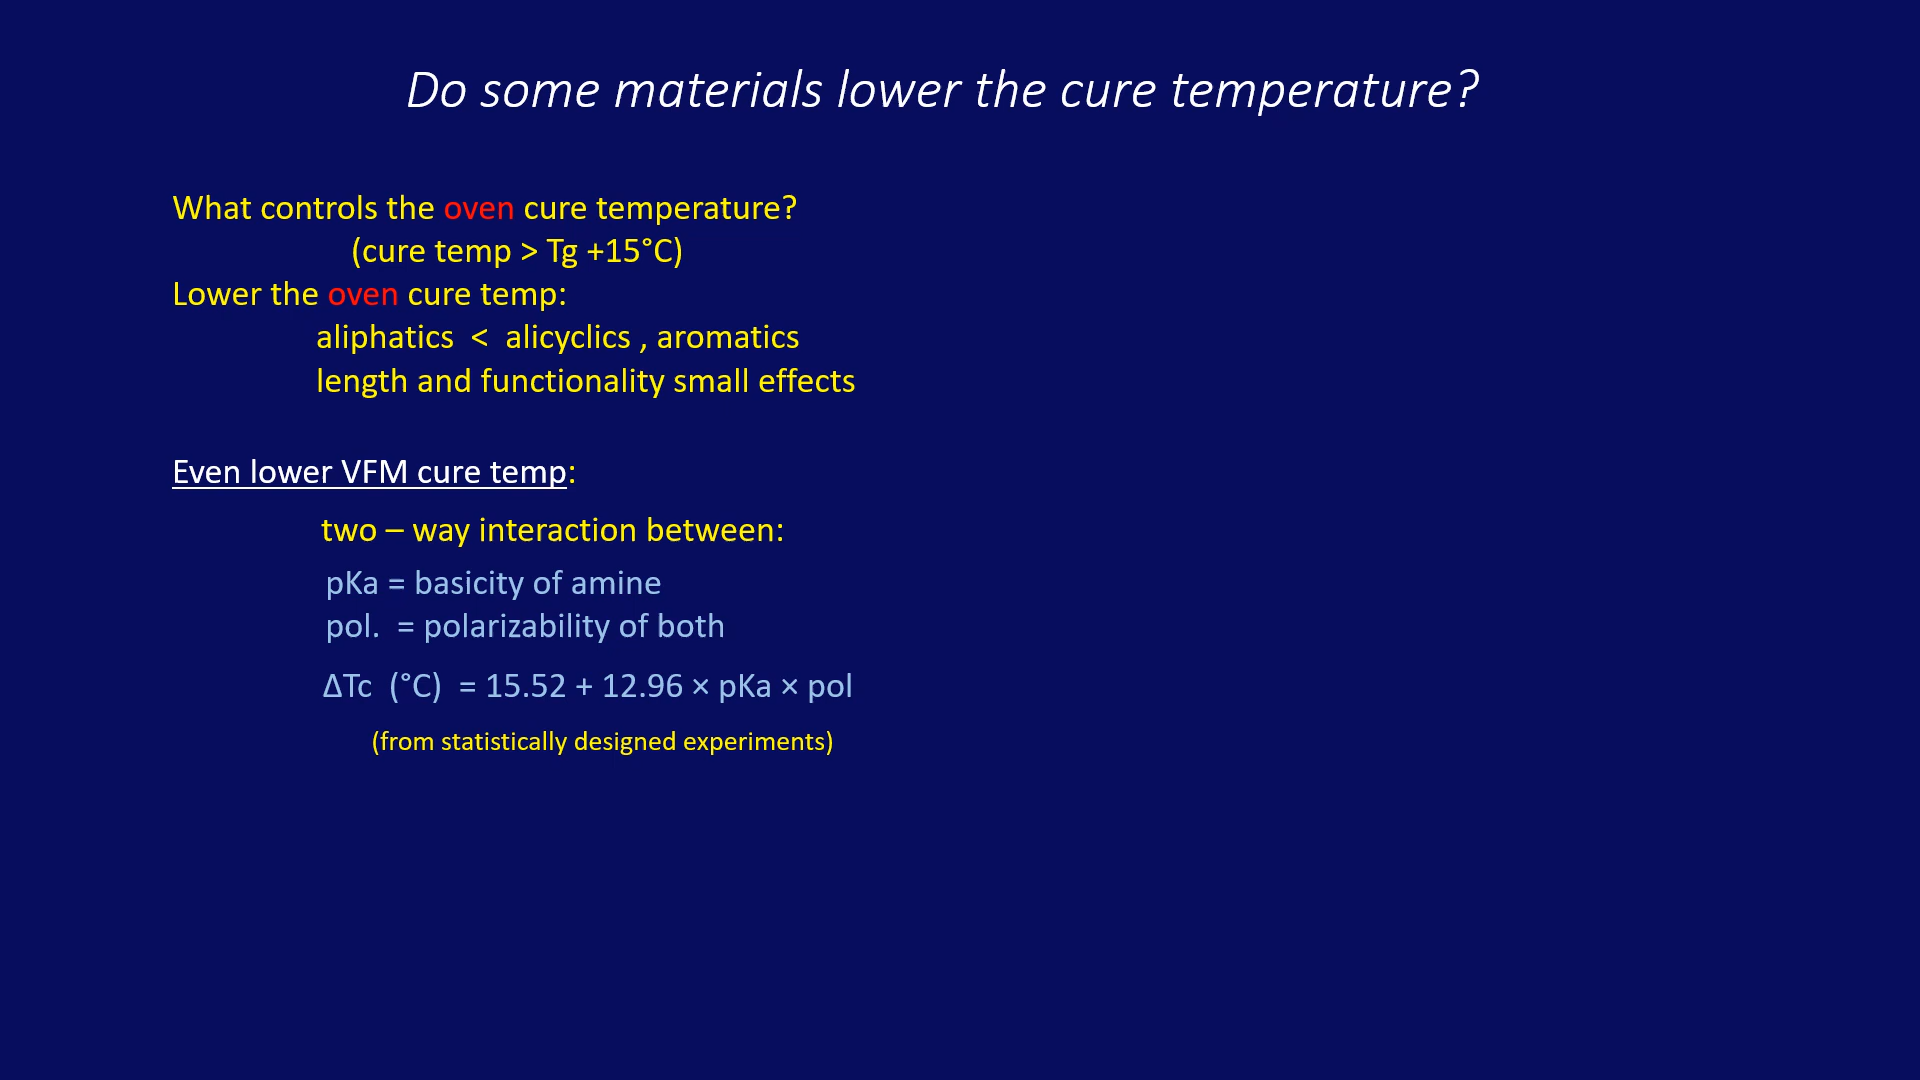 Do some materials lower the cure temperature?
What controls the oven cure temperature?
(cure temp > Tg +15°C)
Lower the oven cure temp:
aliphatics < alicyclics , aromatics
length and functionality small effects
Even lower VFM cure temp:
two – way interaction between:
pKa = basicity of amine
pol. = polarizability of both
ΔTc (°C) = 15.52 + 12.96 × pKa × pol
(from statistically designed experiments)